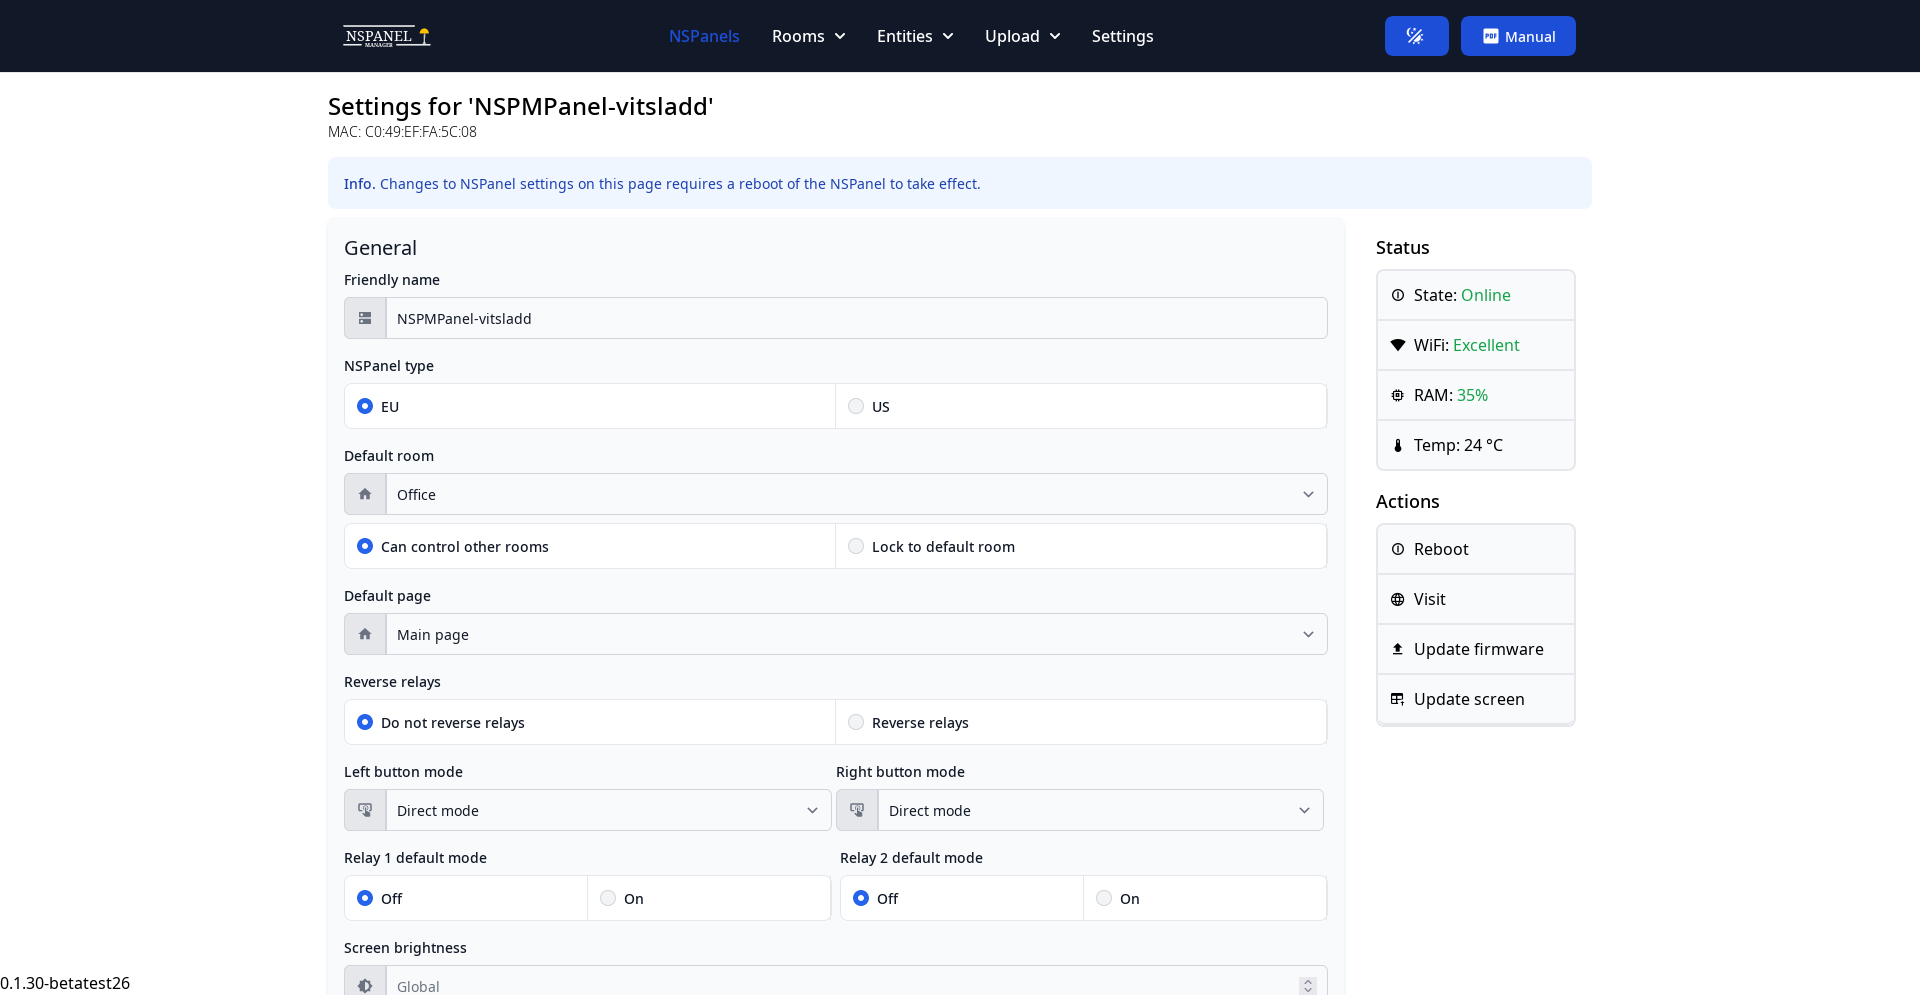 NSPANEL
MANAGER
NSPanels
Rooms
Entities
Upload
Settings
PDF
Manual
Settings for 'NSPMPanel-vitsladd'
MAC: C0:49:EF:FA:5C:08
Info. Changes to NSPanel settings on this page requires a reboot of the NSPanel to take effect.
General
Friendly name
NSPMPanel-vitsladd
NSPanel type
EU
US
Default room
Office
Can control other rooms
Lock to default room
Default page
Main page
Reverse relays
Do not reverse relays
Reverse relays
Left button mode
Right button mode
Direct mode
Direct mode
Relay 1 default mode
Relay 2 default mode
Off
On
Off
On
Screen brightness
Global
Status
State: Online
WiFi: Excellent
RAM: 35%
Temp: 24 °C
Actions
Reboot
Visit
Update firmware
Update screen
0.1.30-betatest26